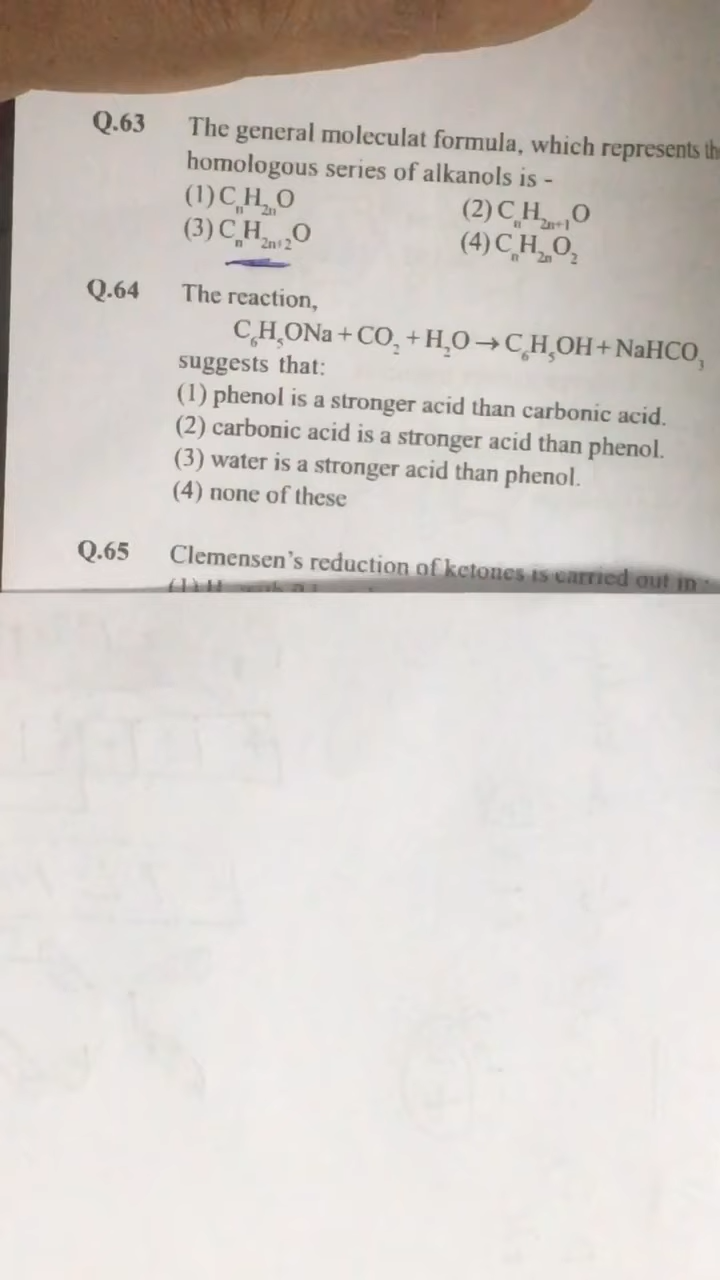 Q.63 The general moleculat formula, which represents
homologous series of alkanols is -
(1) CₙH₂ₙO (2) CₙH₂ₙ₊₁O
(3) CₙH₂ₙ₊₂O (4) CₙH₂ₙO₂
Q.64 The reaction,
C₆H₅ONa + CO₂ + H₂O → C₆H₅OH + NaHCO₃
suggests that:
(1) phenol is a stronger acid than carbonic acid.
(2) carbonic acid is a stronger acid than phenol.
(3) water is a stronger acid than phenol.
(4) none of these
Q.65 Clemensen's reduction of ketones is carried out in :